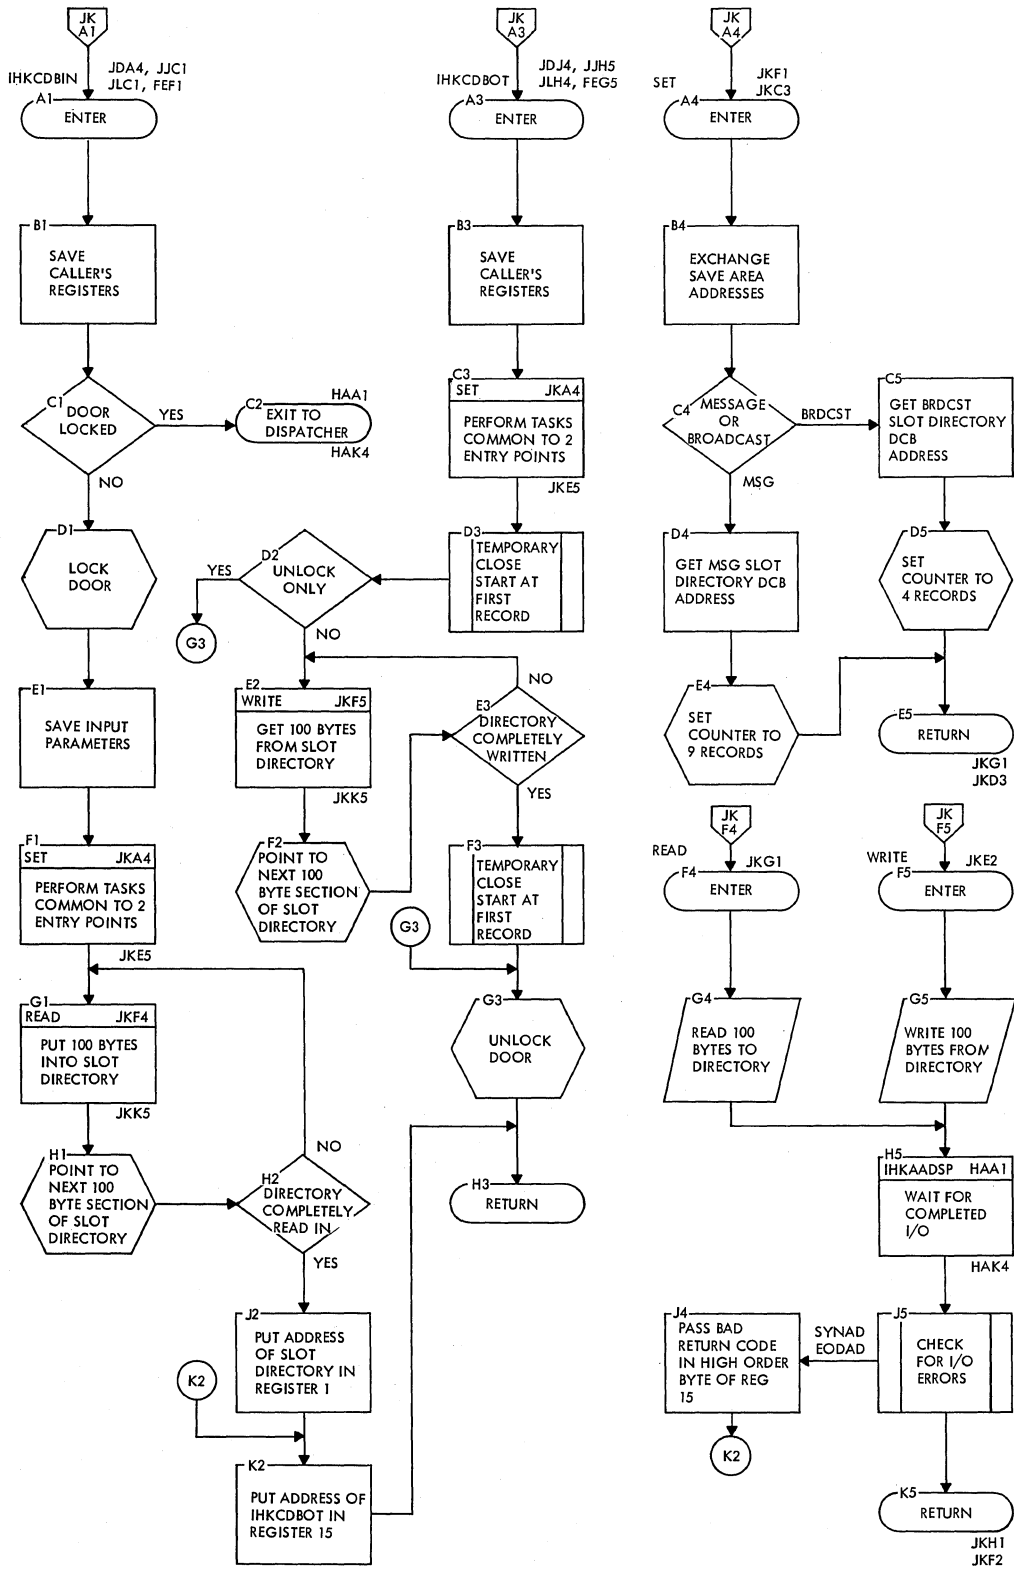 JK
A1
IHKCDBIN
JDA4, JJC1
JLC1, FEF1
A1
ENTER
B1
SAVE
CALLER'S
REGISTERS
C1
DOOR
LOCKED
YES
NO
HAA1
C2
EXIT TO
DISPATCHER
HAK4
D1
LOCK
DOOR
E1
SAVE INPUT
PARAMETERS
F1
SET JKA4
PERFORM TASKS
COMMON TO 2
ENTRY POINTS
JKE5
G1
READ JKF4
PUT 100 BYTES
INTO SLOT
DIRECTORY
JKK5
H1
POINT TO
NEXT 100
BYTE SECTION
OF SLOT
DIRECTORY
NO
H2
DIRECTORY
COMPLETELY
READ IN
YES
J2
PUT ADDRESS
OF SLOT
DIRECTORY IN
REGISTER 1
K2
K2
PUT ADDRESS OF
IHKCDBOT IN
REGISTER 15
JK
A3
IHKCDBOT
JDJ4, JJH5
JLH4, FEG5
A3
ENTER
B3
SAVE
CALLER'S
REGISTERS
C3
SET JKA4
PERFORM TASKS
COMMON TO 2
ENTRY POINTS
JKE5
D3
TEMPORARY
CLOSE
START AT
FIRST
RECORD
D2
UNLOCK
ONLY
YES
G3
NO
E2
WRITE JKF5
GET 100 BYTES
FROM SLOT
DIRECTORY
JKK5
F2
POINT TO
NEXT 100
BYTE SECTION
OF SLOT
DIRECTORY
NO
E3
DIRECTORY
COMPLETELY
WRITTEN
YES
F3
TEMPORARY
CLOSE
START AT
FIRST
RECORD
G3
G3
UNLOCK
DOOR
H3
RETURN
JK
A4
SET
JKF1
JKC3
A4
ENTER
B4
EXCHANGE
SAVE AREA
ADDRESSES
C4
MESSAGE
OR
BROADCAST
BRDCST
MSG
C5
GET BRDCST
SLOT DIRECTORY
DCB
ADDRESS
D4
GET MSG SLOT
DIRECTORY DCB
ADDRESS
D5
SET
COUNTER TO
4 RECORDS
E4
SET
COUNTER TO
9 RECORDS
E5
RETURN
JKG1
JKD3
JK
F4
READ
JKG1
F4
ENTER
G4
READ 100
BYTES TO
DIRECTORY
JK
F5
WRITE
JKE2
F5
ENTER
G5
WRITE 100
BYTES FROM
DIRECTORY
H5
IHKAADSP HAA1
WAIT FOR
COMPLETED
I/O
HAK4
J5
CHECK
FOR I/O
ERRORS
SYNAD
EODAD
J4
PASS BAD
RETURN CODE
IN HIGH ORDER
BYTE OF REG
15
K2
K5
RETURN
JKH1
JKF2